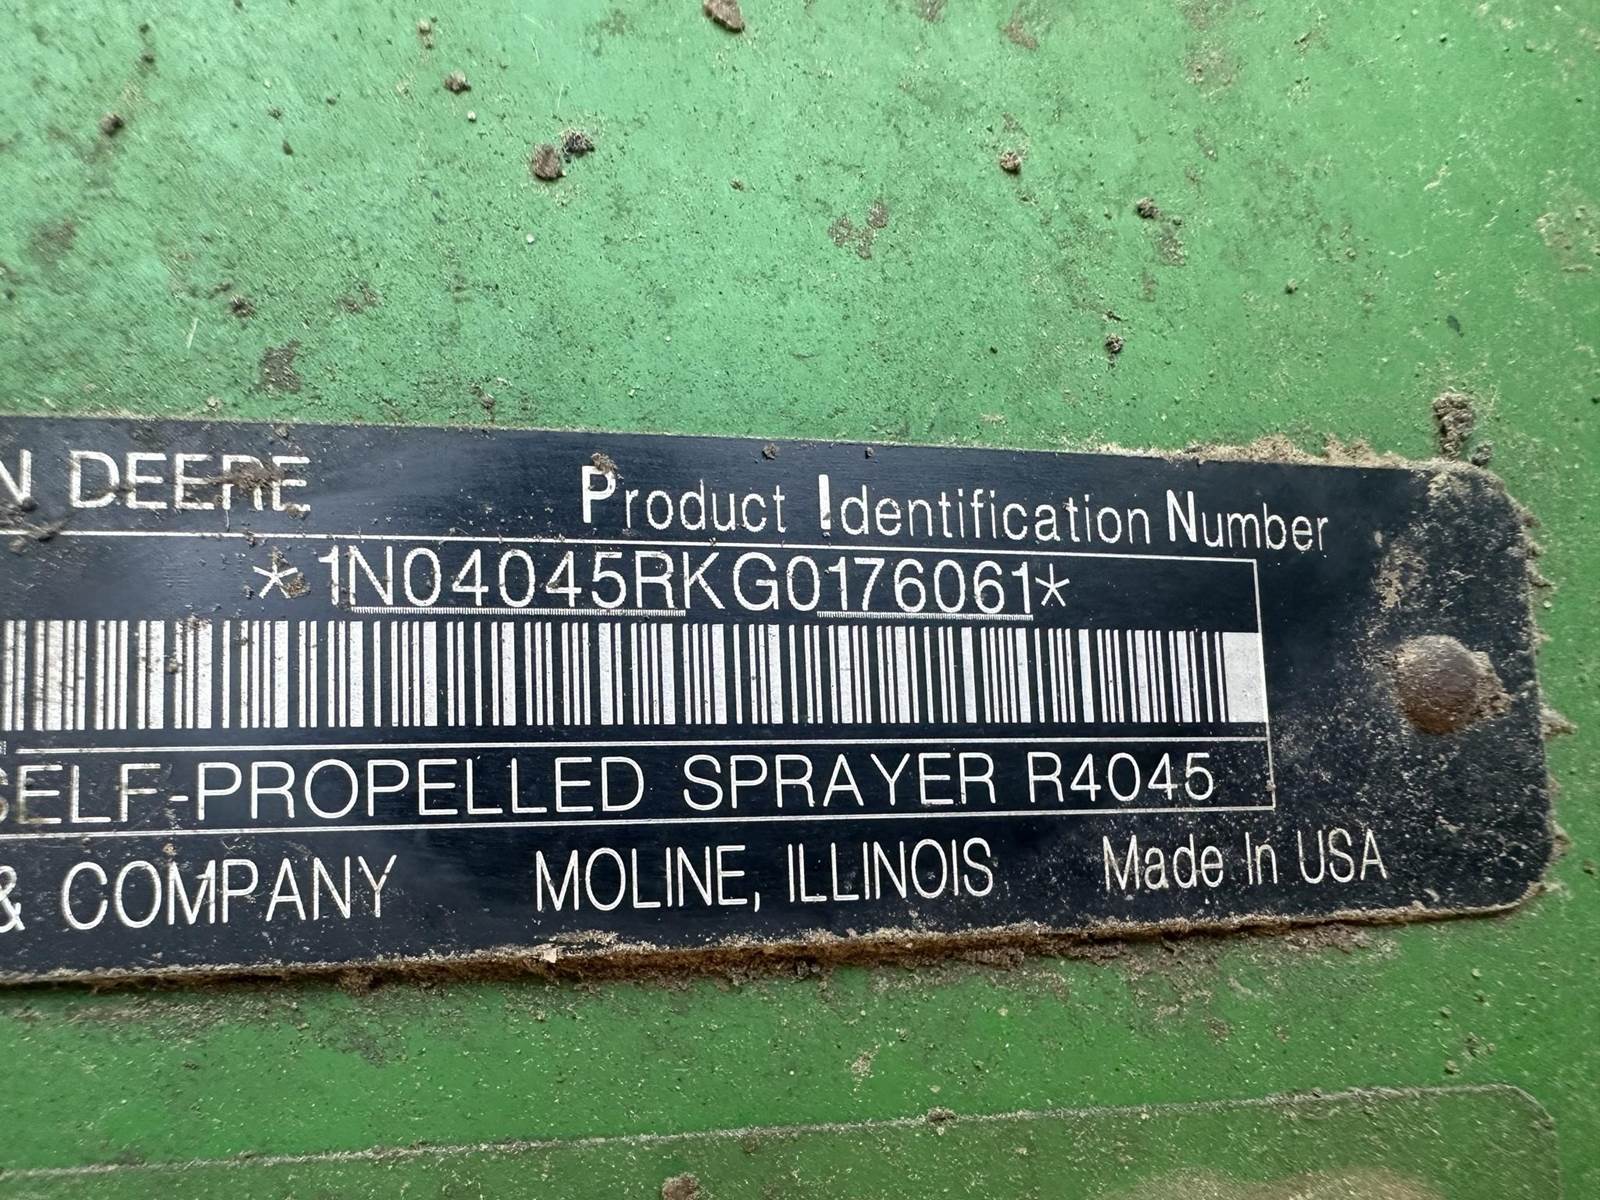 N DEERE Product Identification Number
*1N04045RKG0176061*
SELF-PROPELLED SPRAYER R4045
& COMPANY MOLINE, ILLINOIS Made In USA